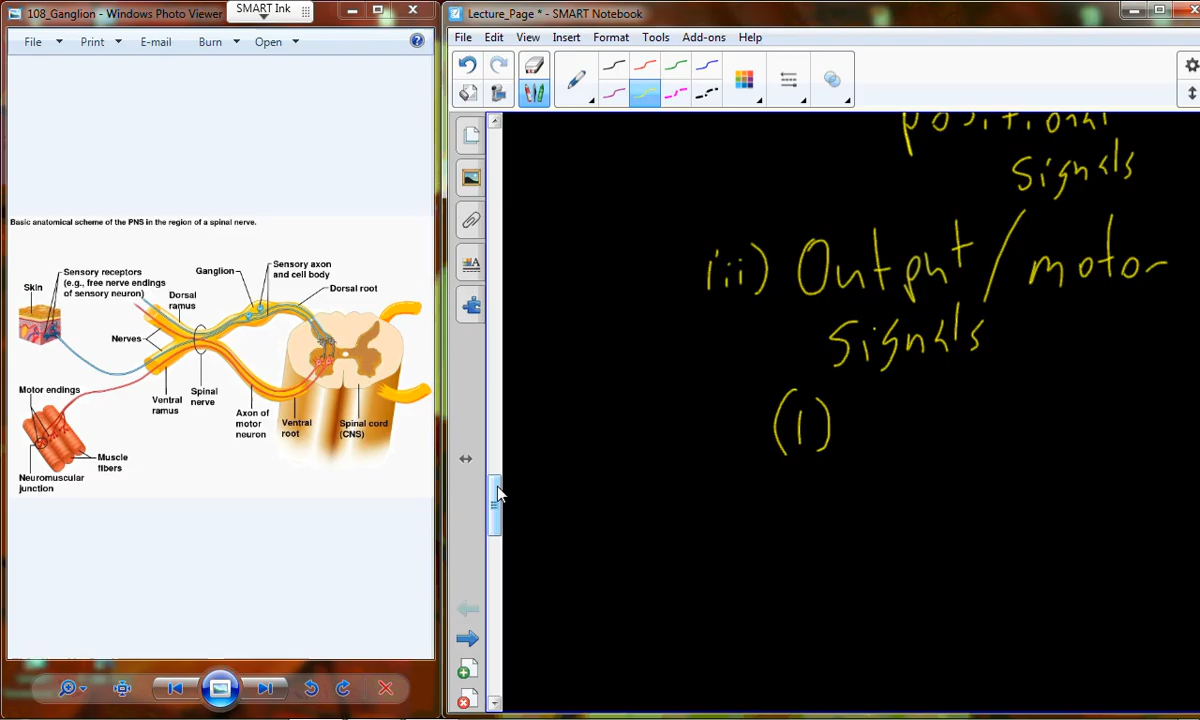 108_Ganglion - Windows Photo Viewer
SMART Ink
File Print E-mail Burn Open
Basic anatomical scheme of the PNS in the region of a spinal nerve.
Skin
Sensory receptors
(e.g., free nerve endings
of sensory neuron)
Dorsal
ramus
Ganglion
Sensory axon
and cell body
Dorsal root
Nerves
Motor endings
Ventral
ramus
Spinal
nerve
Axon of
motor
neuron
Ventral
root
Spinal cord
(CNS)
Muscle
fibers
Neuromuscular
junction
Lecture_Page * - SMART Notebook
File Edit View Insert Format Tools Add-ons Help
positional
signals
iii) Output/motor
signals
(1)